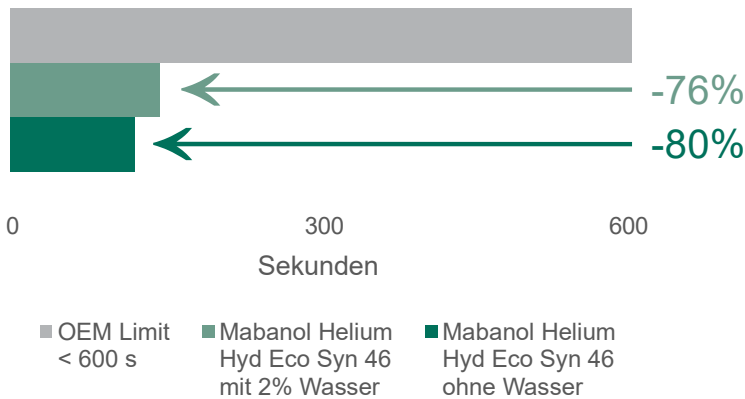 -76%
-80%
0 300 600
Sekunden
OEM Limit
< 600 s
Mabanol Helium
Hyd Eco Syn 46
mit 2% Wasser
Mabanol Helium
Hyd Eco Syn 46
ohne Wasser